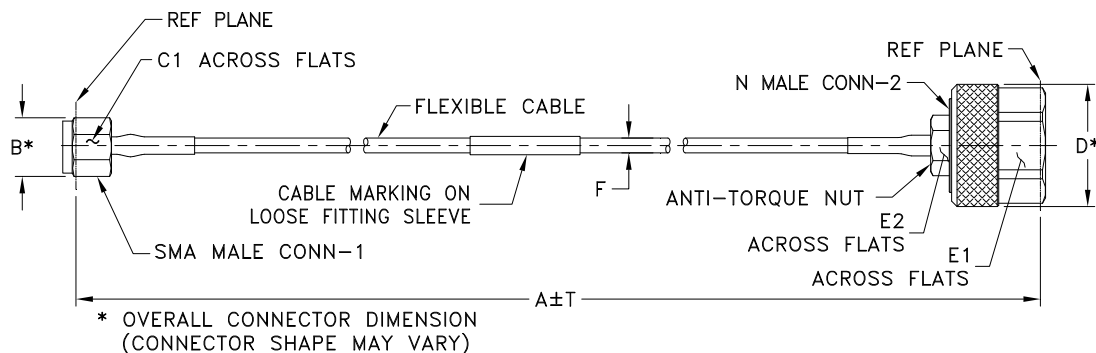 REF PLANE
C1 ACROSS FLATS
REF PLANE
N MALE CONN-2
FLEXIBLE CABLE
B*
D*
F
CABLE MARKING ON
LOOSE FITTING SLEEVE
ANTI-TORQUE NUT
E2
ACROSS FLATS
SMA MALE CONN-1
E1
ACROSS FLATS
A±T
* OVERALL CONNECTOR DIMENSION
(CONNECTOR SHAPE MAY VARY)